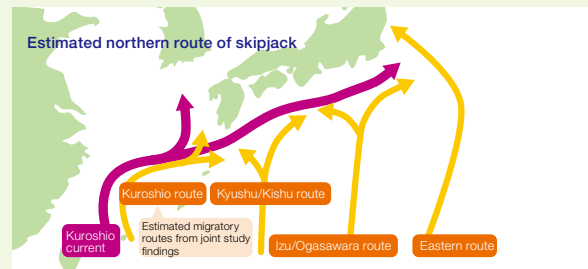 Estimated northern route of skipjack
Kuroshio route
Kyushu/Kishu route
Estimated migratory
routes from joint study
findings
Kuroshio
current
Izu/Ogasawara route
Eastern route